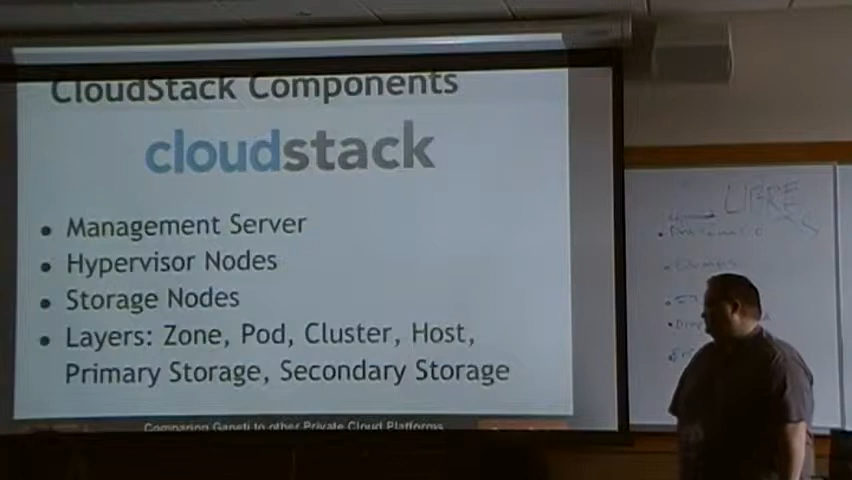 CloudStack Components
cloudstack
• Management Server
• Hypervisor Nodes
• Storage Nodes
• Layers: Zone, Pod, Cluster, Host,
Primary Storage, Secondary Storage
Comparing Ganeti to other Private Cloud Platforms
LIBRE